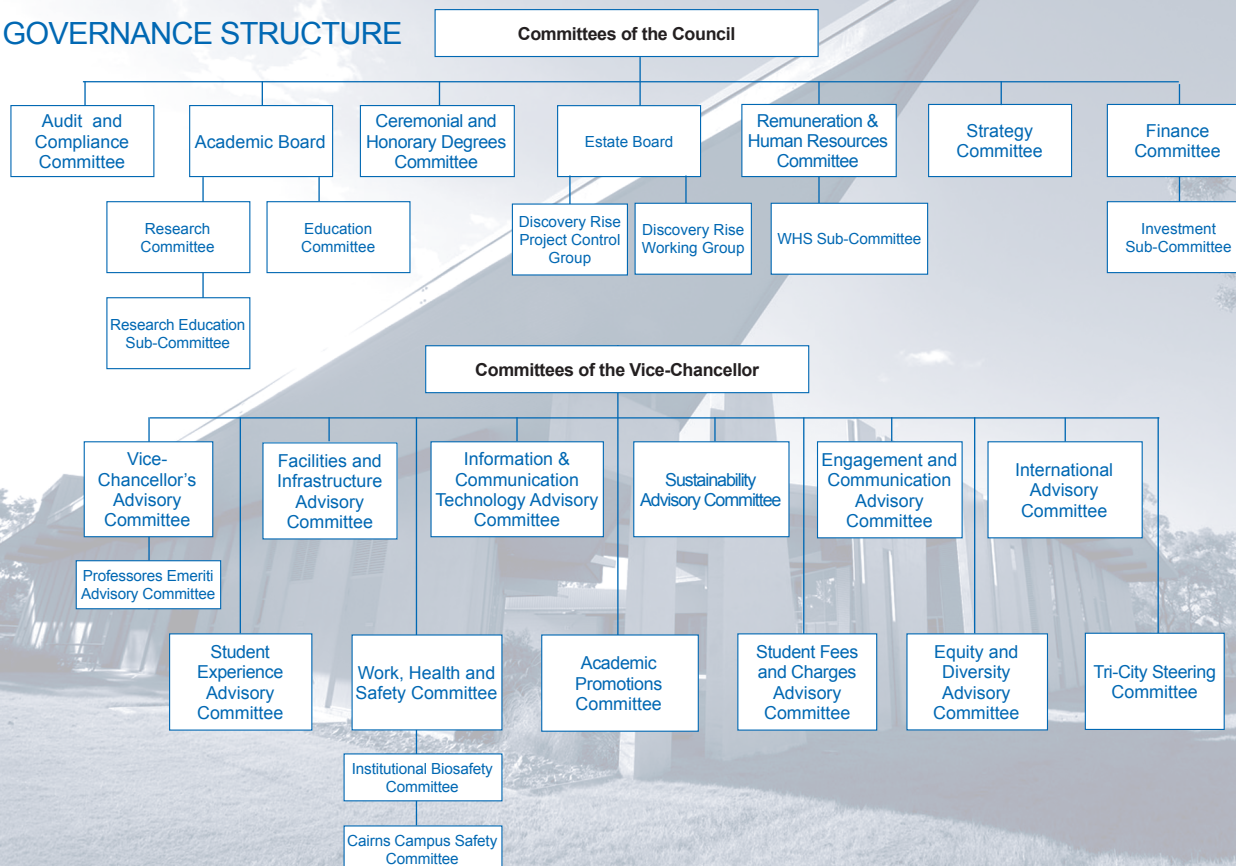 GOVERNANCE STRUCTURE
Committees of the Council
Audit and
Compliance
Committee
Academic Board
Ceremonial and
Honorary Degrees
Committee
Estate Board
Remuneration &
Human Resources
Committee
Strategy
Committee
Finance
Committee
Research
Committee
Education
Committee
Discovery Rise
Project Control
Group
Discovery Rise
Working Group
WHS Sub-Committee
Investment
Sub-Committee
Research Education
Sub-Committee
Committees of the Vice-Chancellor
Vice-
Chancellor's
Advisory
Committee
Facilities and
Infrastructure
Advisory
Committee
Information &
Communication
Technology Advisory
Committee
Sustainability
Advisory Committee
Engagement and
Communication
Advisory
Committee
International
Advisory
Committee
Professores Emeriti
Advisory Committee
Student
Experience
Advisory
Committee
Work, Health and
Safety Committee
Academic
Promotions
Committee
Student Fees
and Charges
Advisory
Committee
Equity and
Diversity
Advisory
Committee
Tri-City Steering
Committee
Institutional Biosafety
Committee
Cairns Campus Safety
Committee